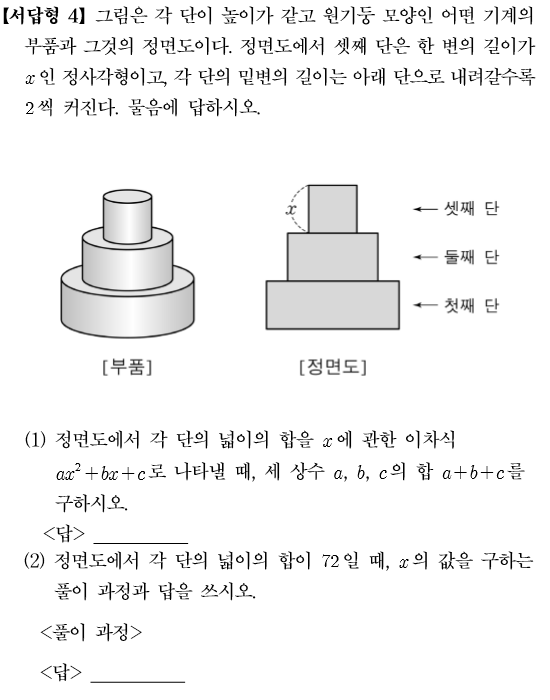 【서답형 4】 그림은 각 단이 높이가 같고 원기둥 모양인 어떤 기계의
부품과 그것의 정면도이다. 정면도에서 셋째 단은 한 변의 길이가
x인 정사각형이고, 각 단의 밑변의 길이는 아래 단으로 내려갈수록
2씩 커진다. 물음에 답하시오.
x
← 셋째 단
← 둘째 단
← 첫째 단
[부품] [정면도]
(1) 정면도에서 각 단의 넓이의 합을 x에 관한 이차식
ax²+bx+c로 나타낼 때, 세 상수 a, b, c의 합 a+b+c를
구하시오.
<답> __________
(2) 정면도에서 각 단의 넓이의 합이 72일 때, x의 값을 구하는
풀이 과정과 답을 쓰시오.
<풀이 과정>
<답> __________